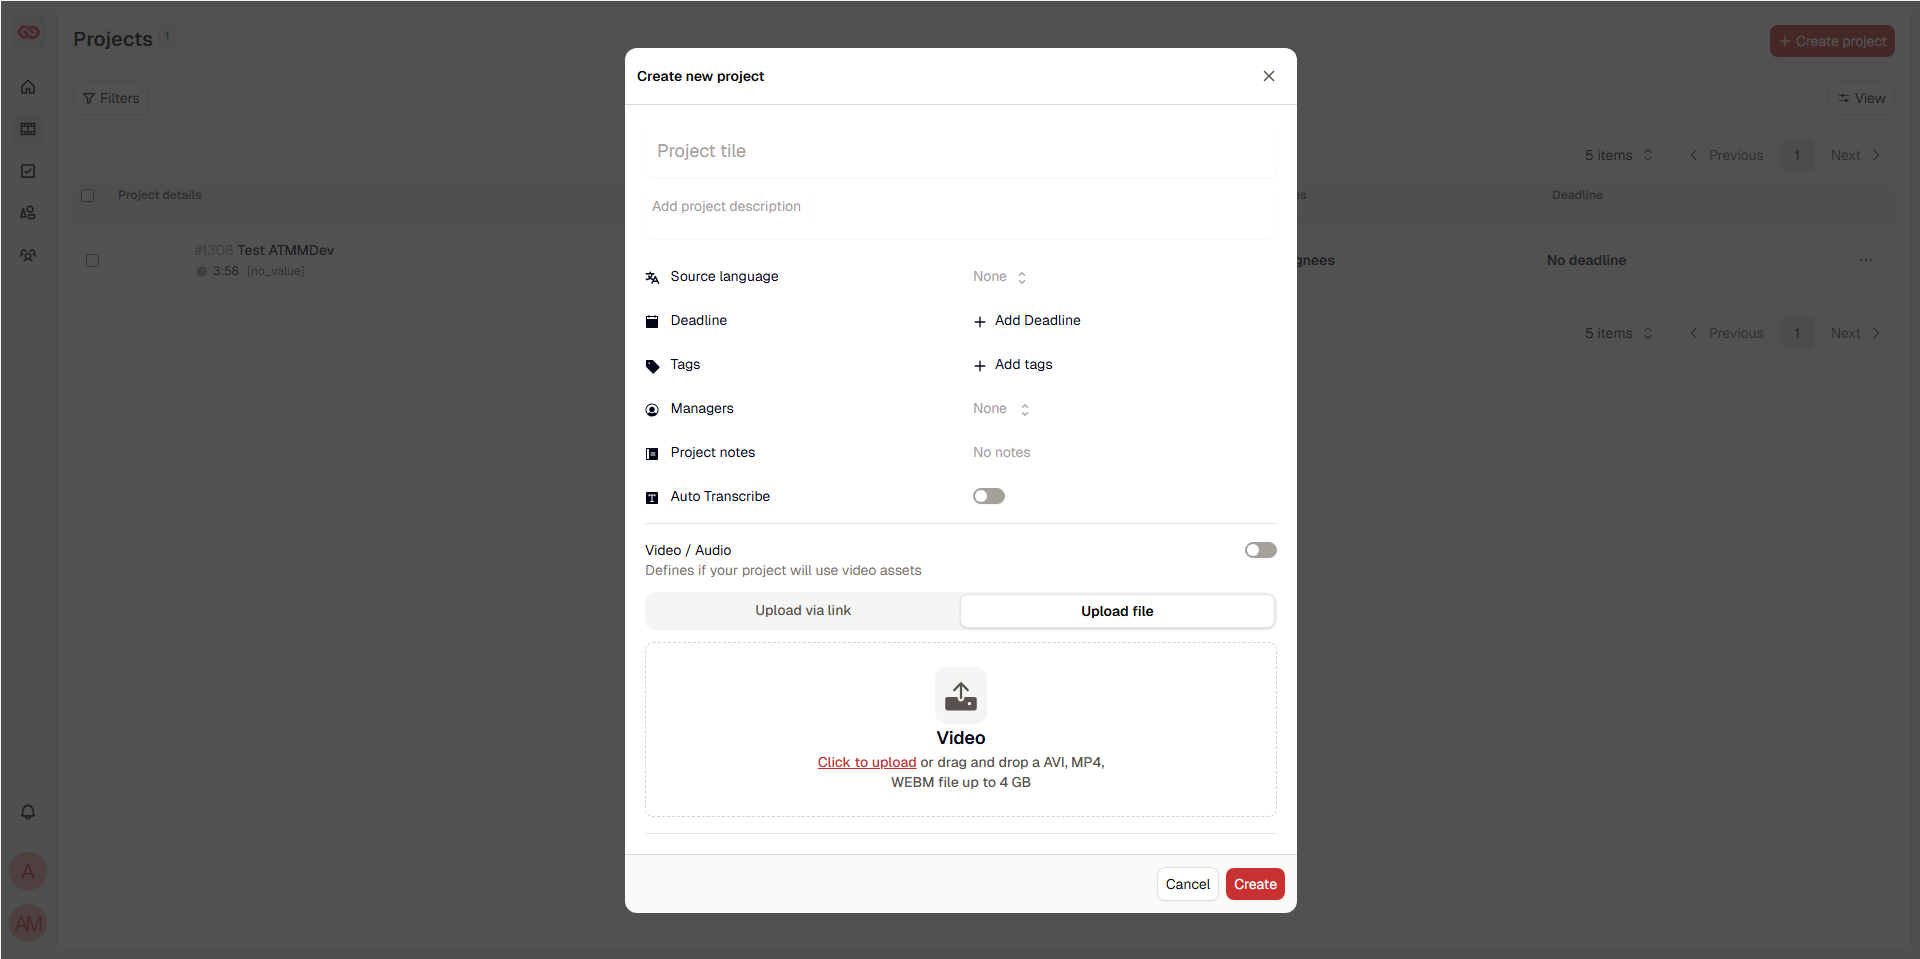 Projects 1
+ Create project
Filters
View
5 items
Previous
1
Next
Project details
es
Deadline
#1308 Test ATMMDev
3:58 [no_value]
gnees
No deadline
5 items
Previous
1
Next
A
AM
Create new project
Project tile
Add project description
Source language
None
Deadline
+ Add Deadline
Tags
+ Add tags
Managers
None
Project notes
No notes
Auto Transcribe
Video / Audio
Defines if your project will use video assets
Upload via link
Upload file
Video
Click to upload or drag and drop a AVI, MP4,
WEBM file up to 4 GB
Cancel
Create